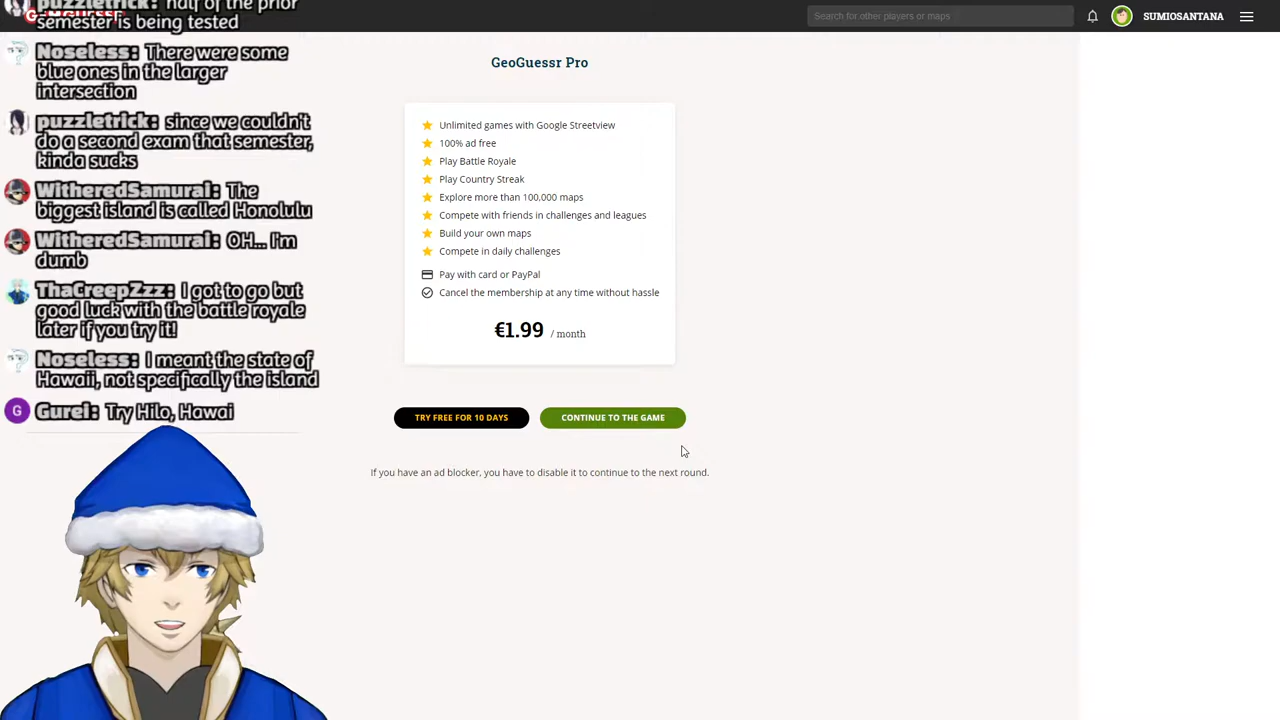 puzzletrick: half of the prior
semester is being tested
Noseless: There were some
blue ones in the larger
intersection
puzzletrick: since we couldn't
do a second exam that semester,
kinda sucks
WitheredSamurai: The
biggest island is called Honolulu
WitheredSamurai: OH... I'm
dumb
ThaCreepZzz: I got to go but
good luck with the battle royale
later if you try it!
Noseless: I meant the state of
Hawaii, not specifically the island
G Gurei: Try Hilo, Hawai
Search for other players or maps
SUMIOSANTANA
GeoGuessr Pro
Unlimited games with Google Streetview
100% ad free
Play Battle Royale
Play Country Streak
Explore more than 100,000 maps
Compete with friends in challenges and leagues
Build your own maps
Compete in daily challenges
Pay with card or PayPal
Cancel the membership at any time without hassle
€1.99 / month
TRY FREE FOR 10 DAYS
CONTINUE TO THE GAME
If you have an ad blocker, you have to disable it to continue to the next round.